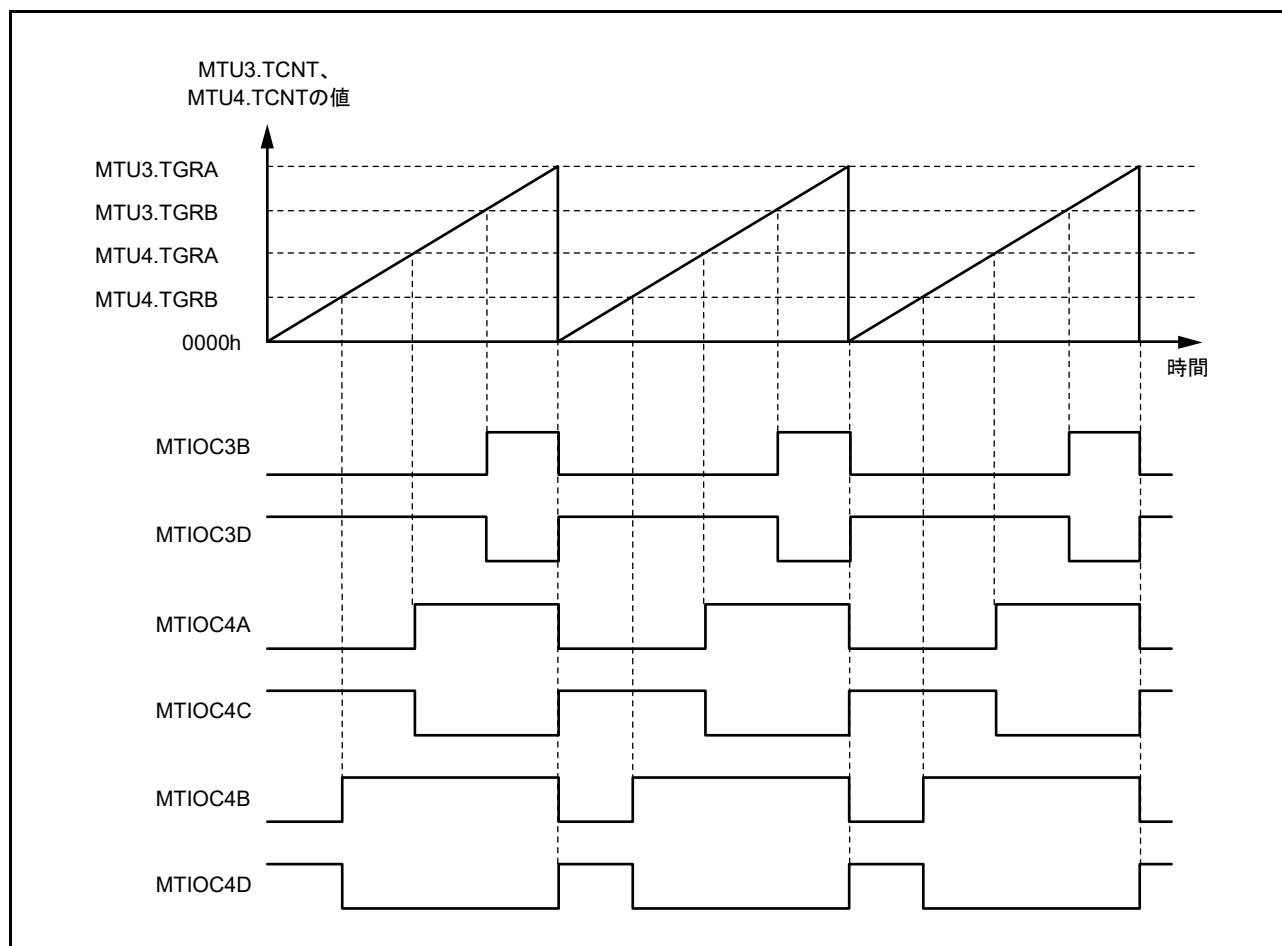 MTU3.TCNT、
MTU4.TCNTの値
MTU3.TGRA
MTU3.TGRB
MTU4.TGRA
MTU4.TGRB
0000h
時間
MTIOC3B
MTIOC3D
MTIOC4A
MTIOC4C
MTIOC4B
MTIOC4D